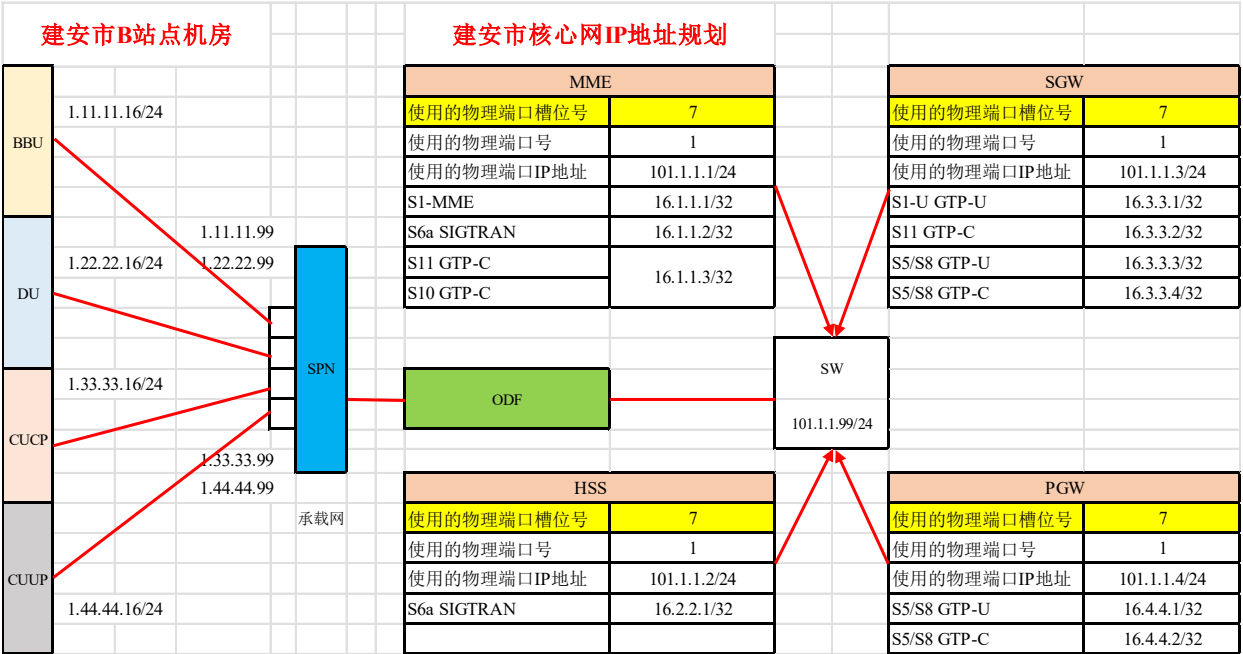 建安市B站点机房
建安市核心网IP地址规划
BBU
1.11.11.16/24
DU
1.22.22.16/24
CUCP
1.33.33.16/24
CUUP
1.44.44.16/24
1.11.11.99
1.22.22.99
1.33.33.99
1.44.44.99
SPN
承载网
ODF
MME
使用的物理端口槽位号 7
使用的物理端口号 1
使用的物理端口IP地址 101.1.1.1/24
S1-MME 16.1.1.1/32
S6a SIGTRAN 16.1.1.2/32
S11 GTP-C 16.1.1.3/32
S10 GTP-C
SGW
使用的物理端口槽位号 7
使用的物理端口号 1
使用的物理端口IP地址 101.1.1.3/24
S1-U GTP-U 16.3.3.1/32
S11 GTP-C 16.3.3.2/32
S5/S8 GTP-U 16.3.3.3/32
S5/S8 GTP-C 16.3.3.4/32
SW
101.1.1.99/24
HSS
使用的物理端口槽位号 7
使用的物理端口号 1
使用的物理端口IP地址 101.1.1.2/24
S6a SIGTRAN 16.2.2.1/32
PGW
使用的物理端口槽位号 7
使用的物理端口号 1
使用的物理端口IP地址 101.1.1.4/24
S5/S8 GTP-U 16.4.4.1/32
S5/S8 GTP-C 16.4.4.2/32